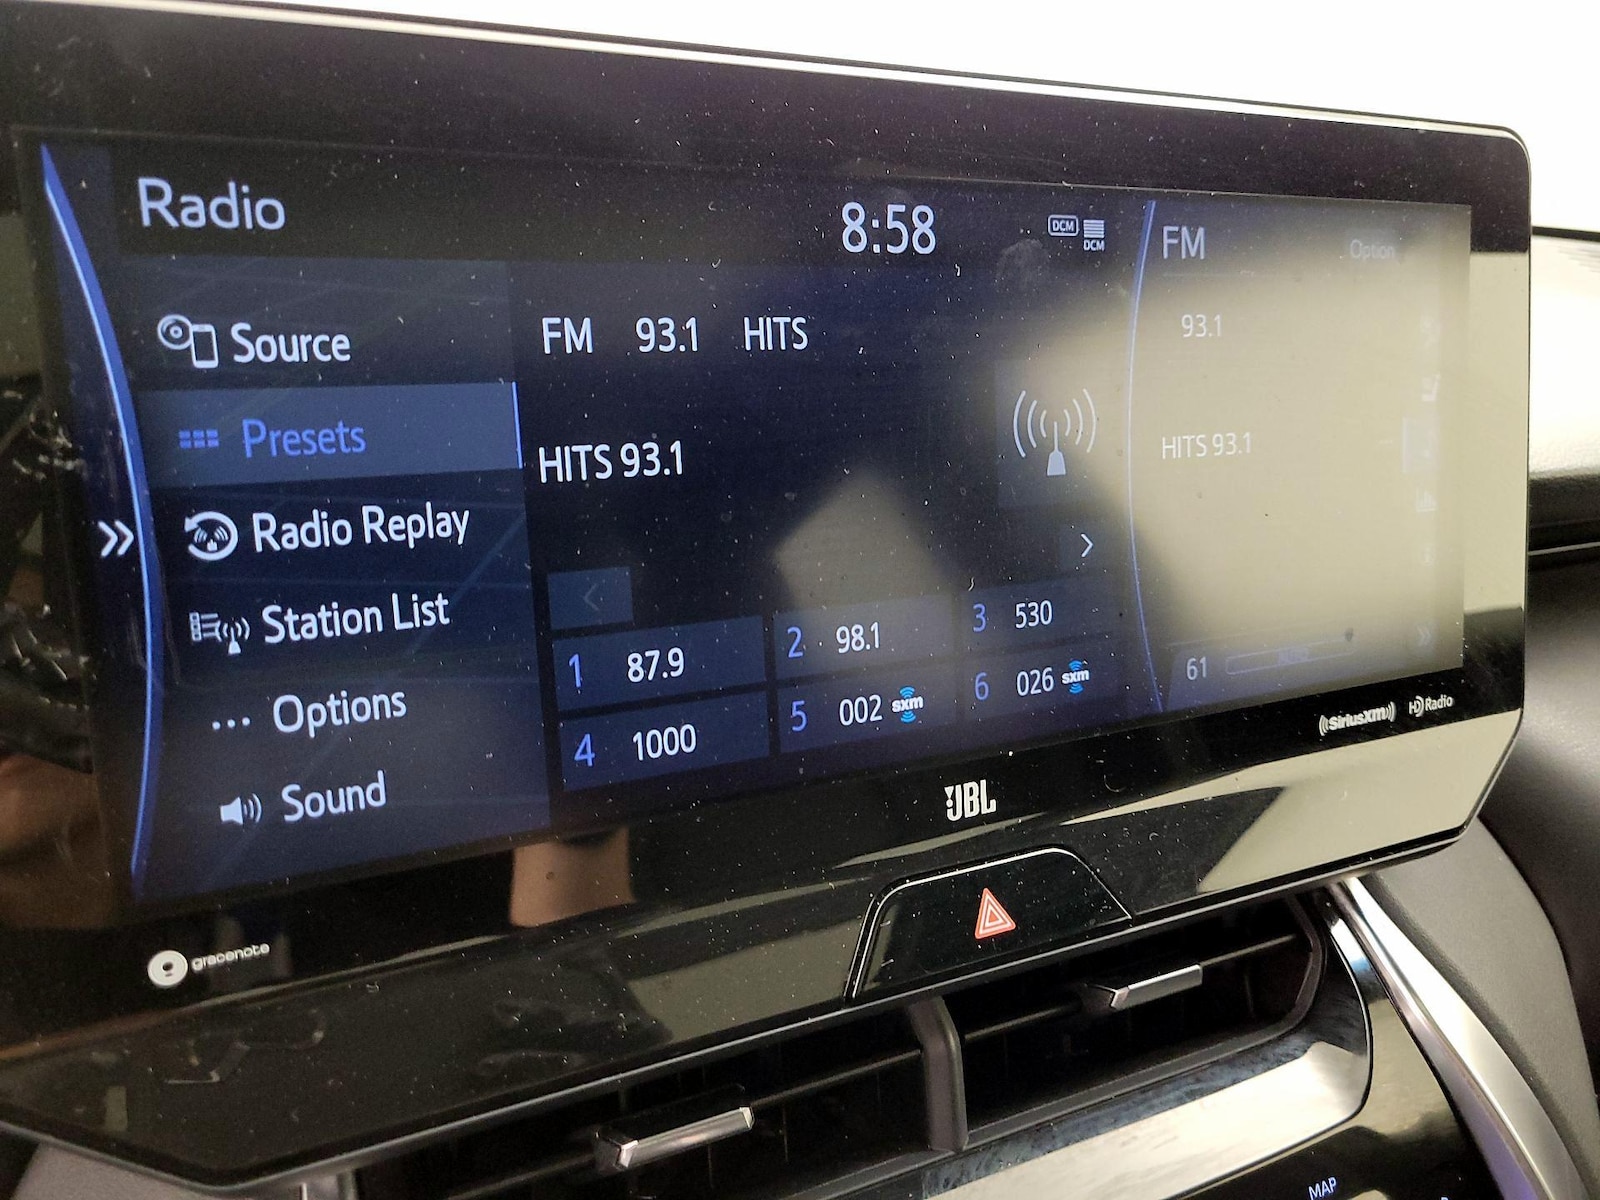 Radio
8:58
DCM
DCM
FM
Option
Source
FM 93.1 HITS
93.1
Presets
HITS 93.1
HITS 93.1
Radio Replay
Station List
1 87.9
2 98.1
3 530
Options
4 1000
5 002 sxm
6 026 sxm
61
Sound
SiriusXM
HD Radio
JBL
gracenote
MAP